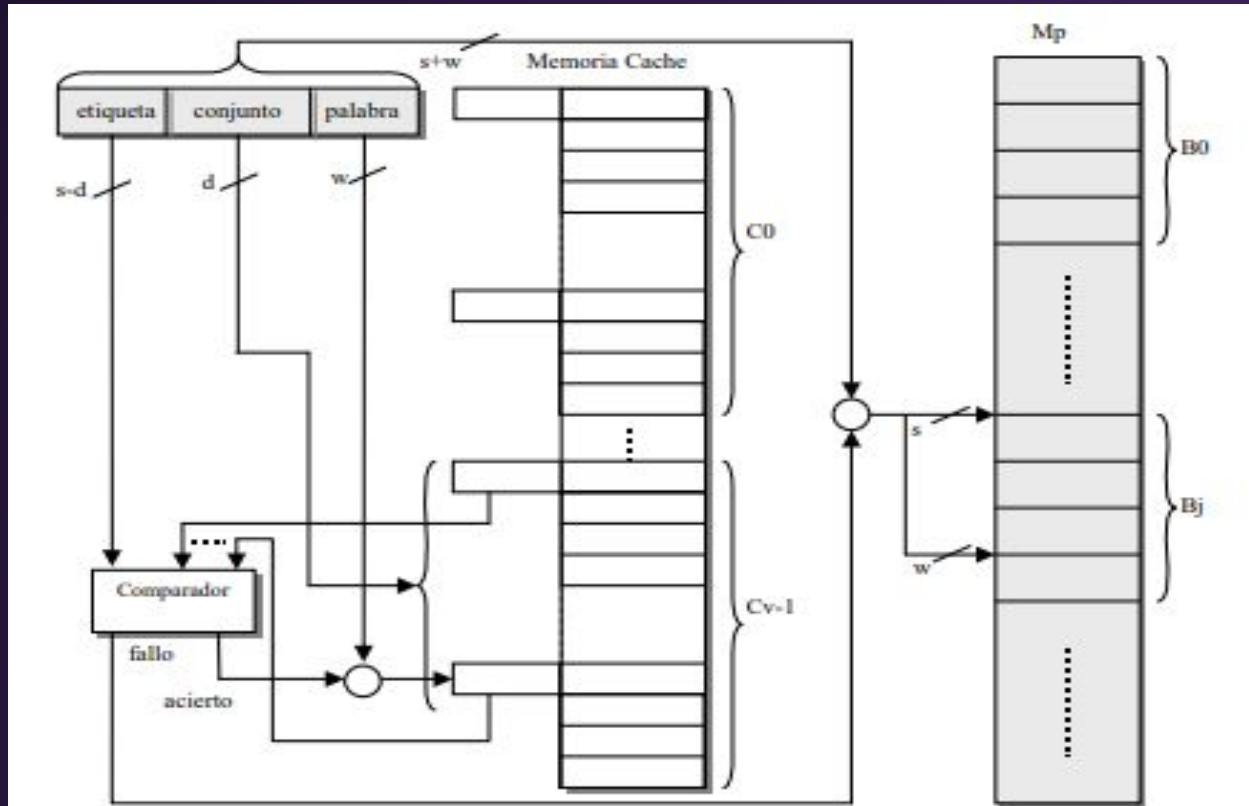 Mp
s+w
Memoria Cache
etiqueta
conjunto
palabra
B0
s-d
d
w
C0
s
Bj
w
Comparador
Cv-1
fallo
acierto